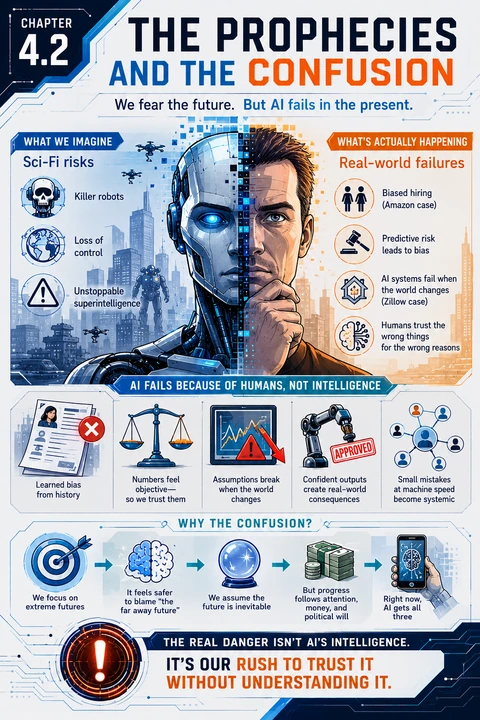 CHAPTER
4.2
THE PROPHECIES
AND THE CONFUSION
We fear the future. But AI fails in the present.
WHAT WE IMAGINE
Sci-Fi risks
Killer robots
Loss of
control
Unstoppable
superintelligence
WHAT'S ACTUALLY HAPPENING
Real-world failures
Biased hiring
(Amazon case)
Predictive risk
leads to bias
AI systems fail when
the world changes
(Zillow case)
Humans trust the
wrong things
for the wrong reasons
AI FAILS BECAUSE OF HUMANS, NOT INTELLIGENCE
Learned bias
from history
Numbers feel
objective—
so we trust them
Assumptions break
when the world
changes
APPROVED
Confident outputs
create real-world
consequences
Small mistakes
at machine speed
become systemic
WHY THE CONFUSION?
We focus on
extreme futures
It feels safer
to blame "the
far away future"
We assume the
future is inevitable
But progress
follows attention,
money, and
political will
Right now,
AI gets all
three
THE REAL DANGER ISN'T AI'S INTELLIGENCE.
IT'S OUR RUSH TO TRUST IT
WITHOUT UNDERSTANDING IT.